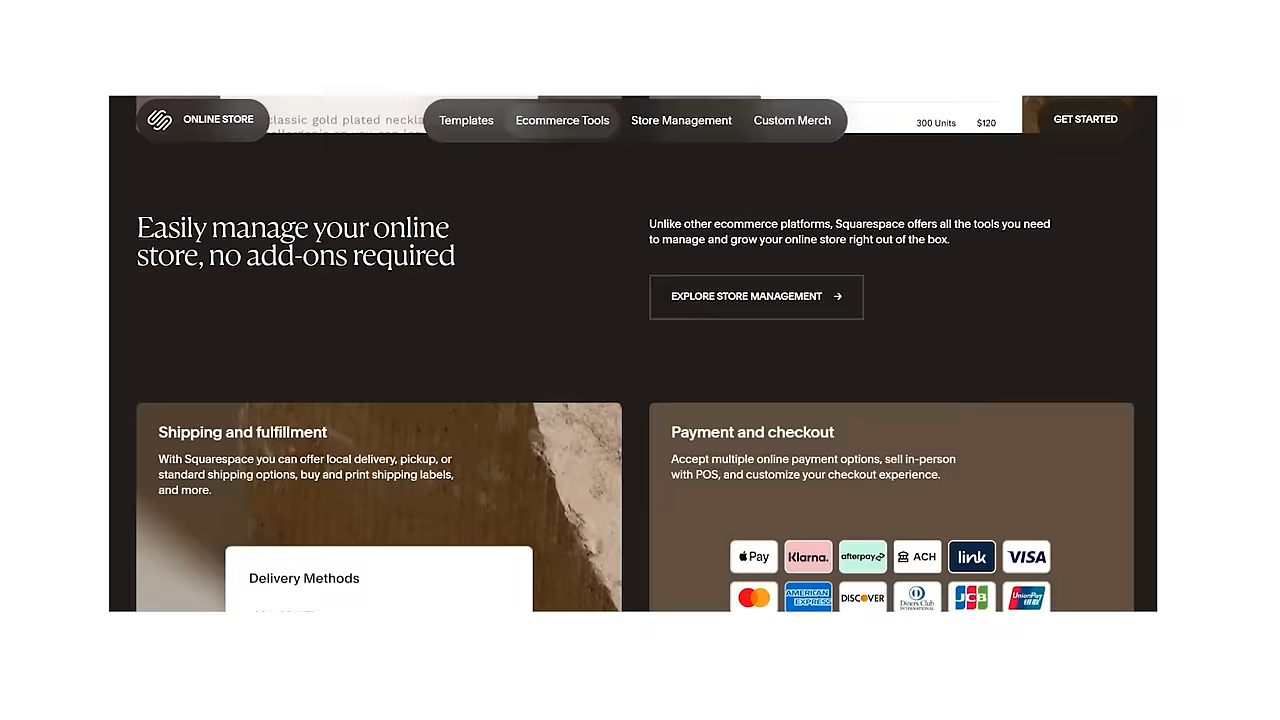 ONLINE STORE
classic gold plated neckla
Templates
Ecommerce Tools
Store Management
Custom Merch
300 Units
$120
GET STARTED
Easily manage your online
store, no add-ons required
Unlike other ecommerce platforms, Squarespace offers all the tools you need
to manage and grow your online store right out of the box.
EXPLORE STORE MANAGEMENT →
Shipping and fulfillment
With Squarespace you can offer local delivery, pickup, or
standard shipping options, buy and print shipping labels,
and more.
Delivery Methods
Payment and checkout
Accept multiple online payment options, sell in-person
with POS, and customize your checkout experience.
Pay
Klarna.
afterpay
ACH
link
VISA
AMERICAN
EXPRESS
DISCOVER
Diners Club
INTERNATIONAL
JCB
UnionPay
银联